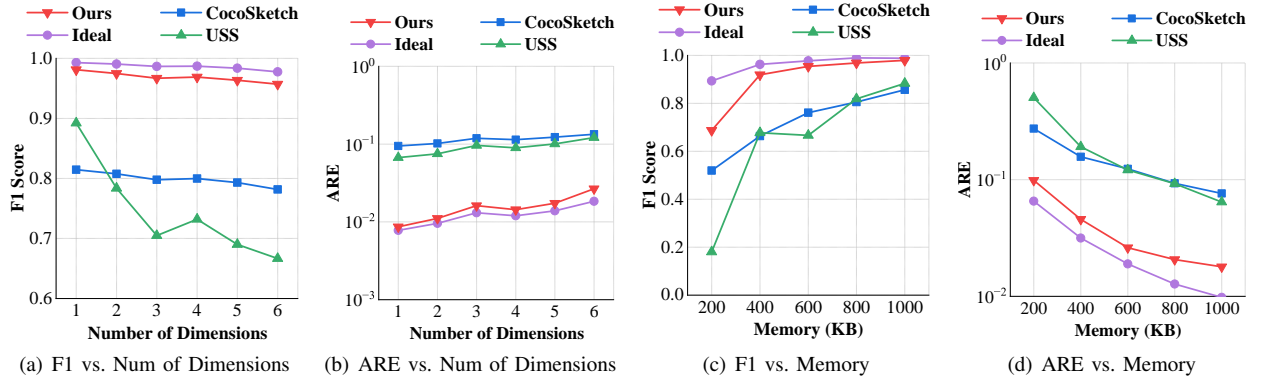 Ours
CocoSketch
Ideal
USS
1.0
0.9
0.8
0.7
0.6
F1 Score
1 2 3 4 5 6
Number of Dimensions
(a) F1 vs. Num of Dimensions
Ours
CocoSketch
Ideal
USS
10⁰
10⁻¹
10⁻²
10⁻³
ARE
1 2 3 4 5 6
Number of Dimensions
(b) ARE vs. Num of Dimensions
Ours
CocoSketch
Ideal
USS
1.0
0.8
0.6
0.4
0.2
0.0
F1 Score
200 400 600 800 1000
Memory (KB)
(c) F1 vs. Memory
Ours
CocoSketch
Ideal
USS
10⁰
10⁻¹
10⁻²
ARE
200 400 600 800 1000
Memory (KB)
(d) ARE vs. Memory